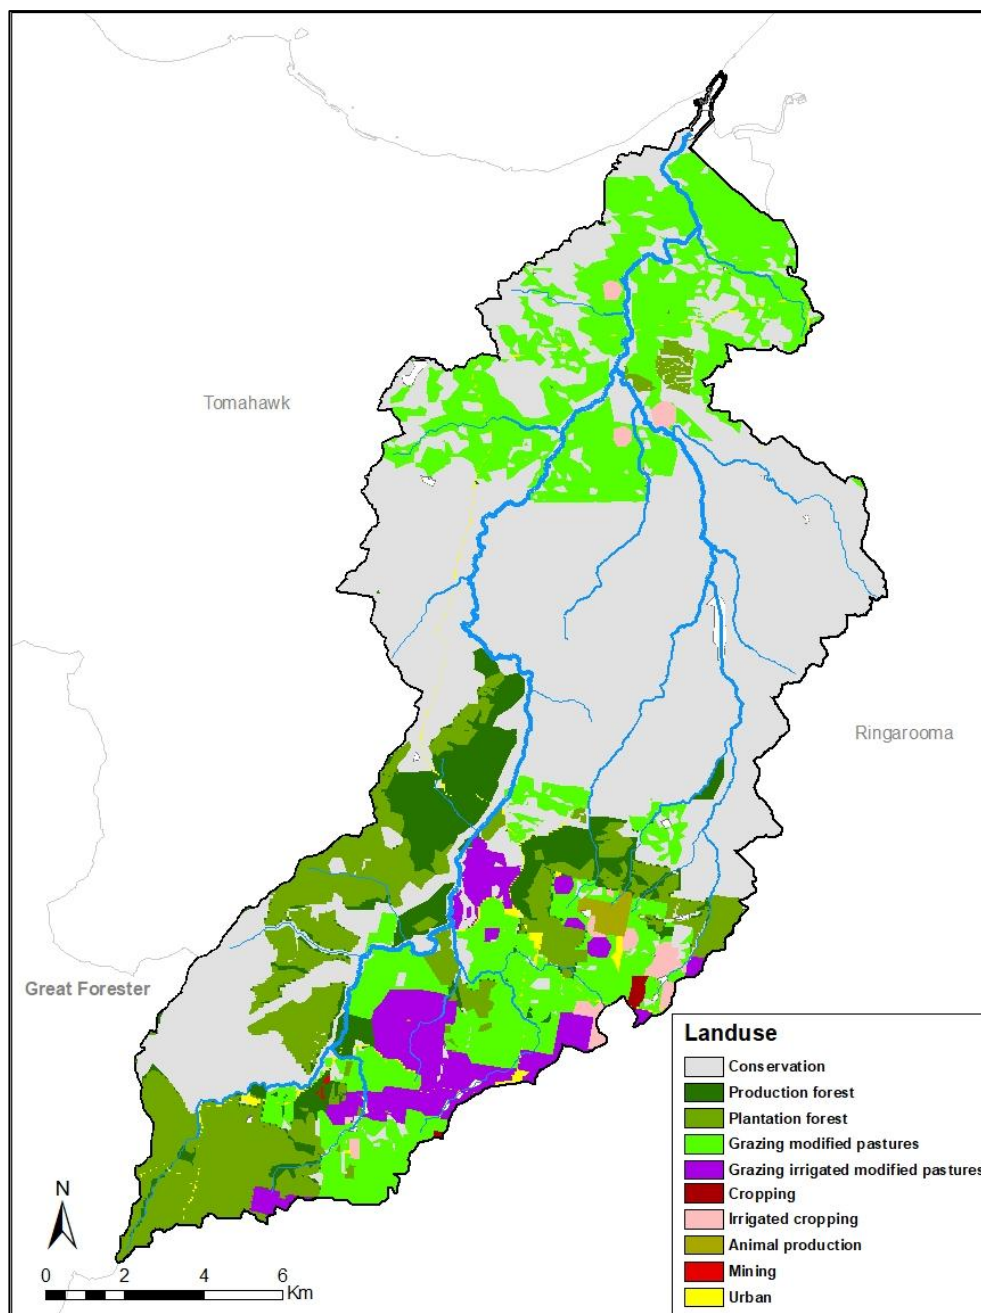 Tomahawk
Ringarooma
Great Forester
Landuse
Conservation
Production forest
Plantation forest
Grazing modified pastures
Grazing irrigated modified pastures
Cropping
Irrigated cropping
Animal production
Mining
Urban
N
0 2 4 6
Km